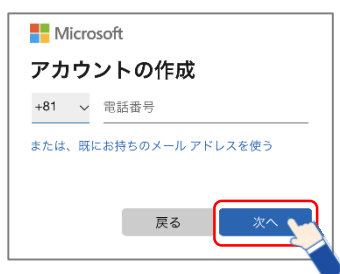 Microsoft
アカウントの作成
+81 電話番号
または、既にお持ちのメール アドレスを使う
戻る 次へ